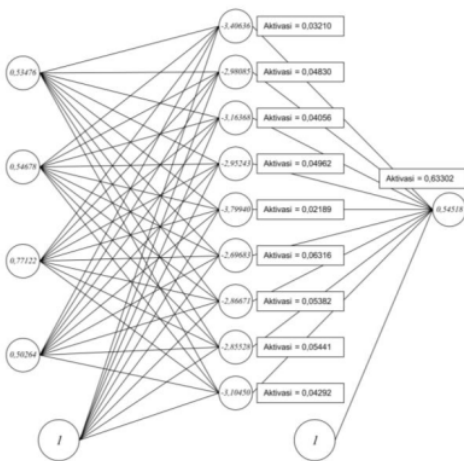 -3,40636 Aktivasi = 0,03210
0,53476
-2,98085 Aktivasi = 0,04830
-3,16368 Aktivasi = 0,04056
0,54678
-2,95243 Aktivasi = 0,04962
Aktivasi = 0,63302
-3,79940 Aktivasi = 0,02189
0,54518
0,77122
-2,69683 Aktivasi = 0,06316
-2,86671 Aktivasi = 0,05382
0,50264
-2,85528 Aktivasi = 0,05441
-3,10450 Aktivasi = 0,04292
1
1